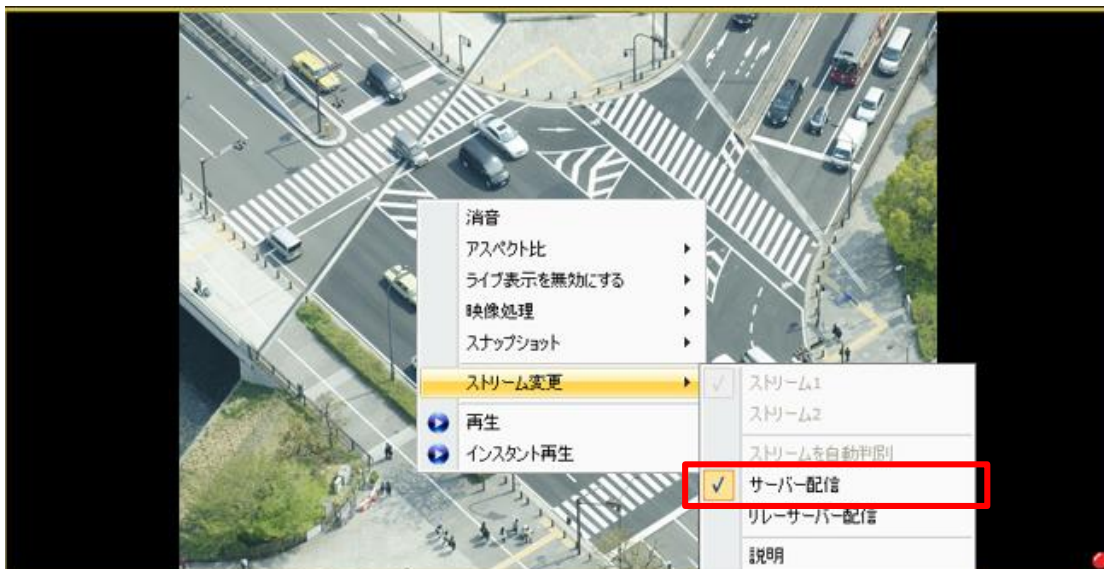 消音
アスペクト比
ライブ表示を無効にする
映像処理
スナップショット
ストリーム変更
再生
インスタント再生
ストリーム1
ストリーム2
ストリームを自動判別
サーバー配信
リレーサーバー配信
説明